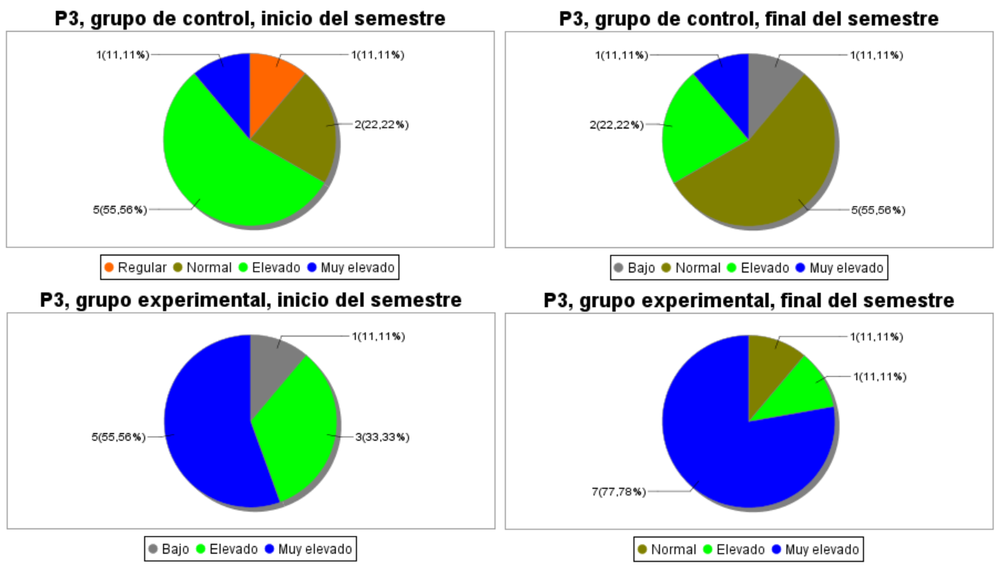 P3, grupo de control, inicio del semestre
1(11,11%)
1(11,11%)
2(22,22%)
5(55,56%)
Regular Normal Elevado Muy elevado
P3, grupo de control, final del semestre
1(11,11%)
1(11,11%)
2(22,22%)
5(55,56%)
Bajo Normal Elevado Muy elevado
P3, grupo experimental, inicio del semestre
1(11,11%)
5(55,56%)
3(33,33%)
Bajo Elevado Muy elevado
P3, grupo experimental, final del semestre
1(11,11%)
1(11,11%)
7(77,78%)
Normal Elevado Muy elevado